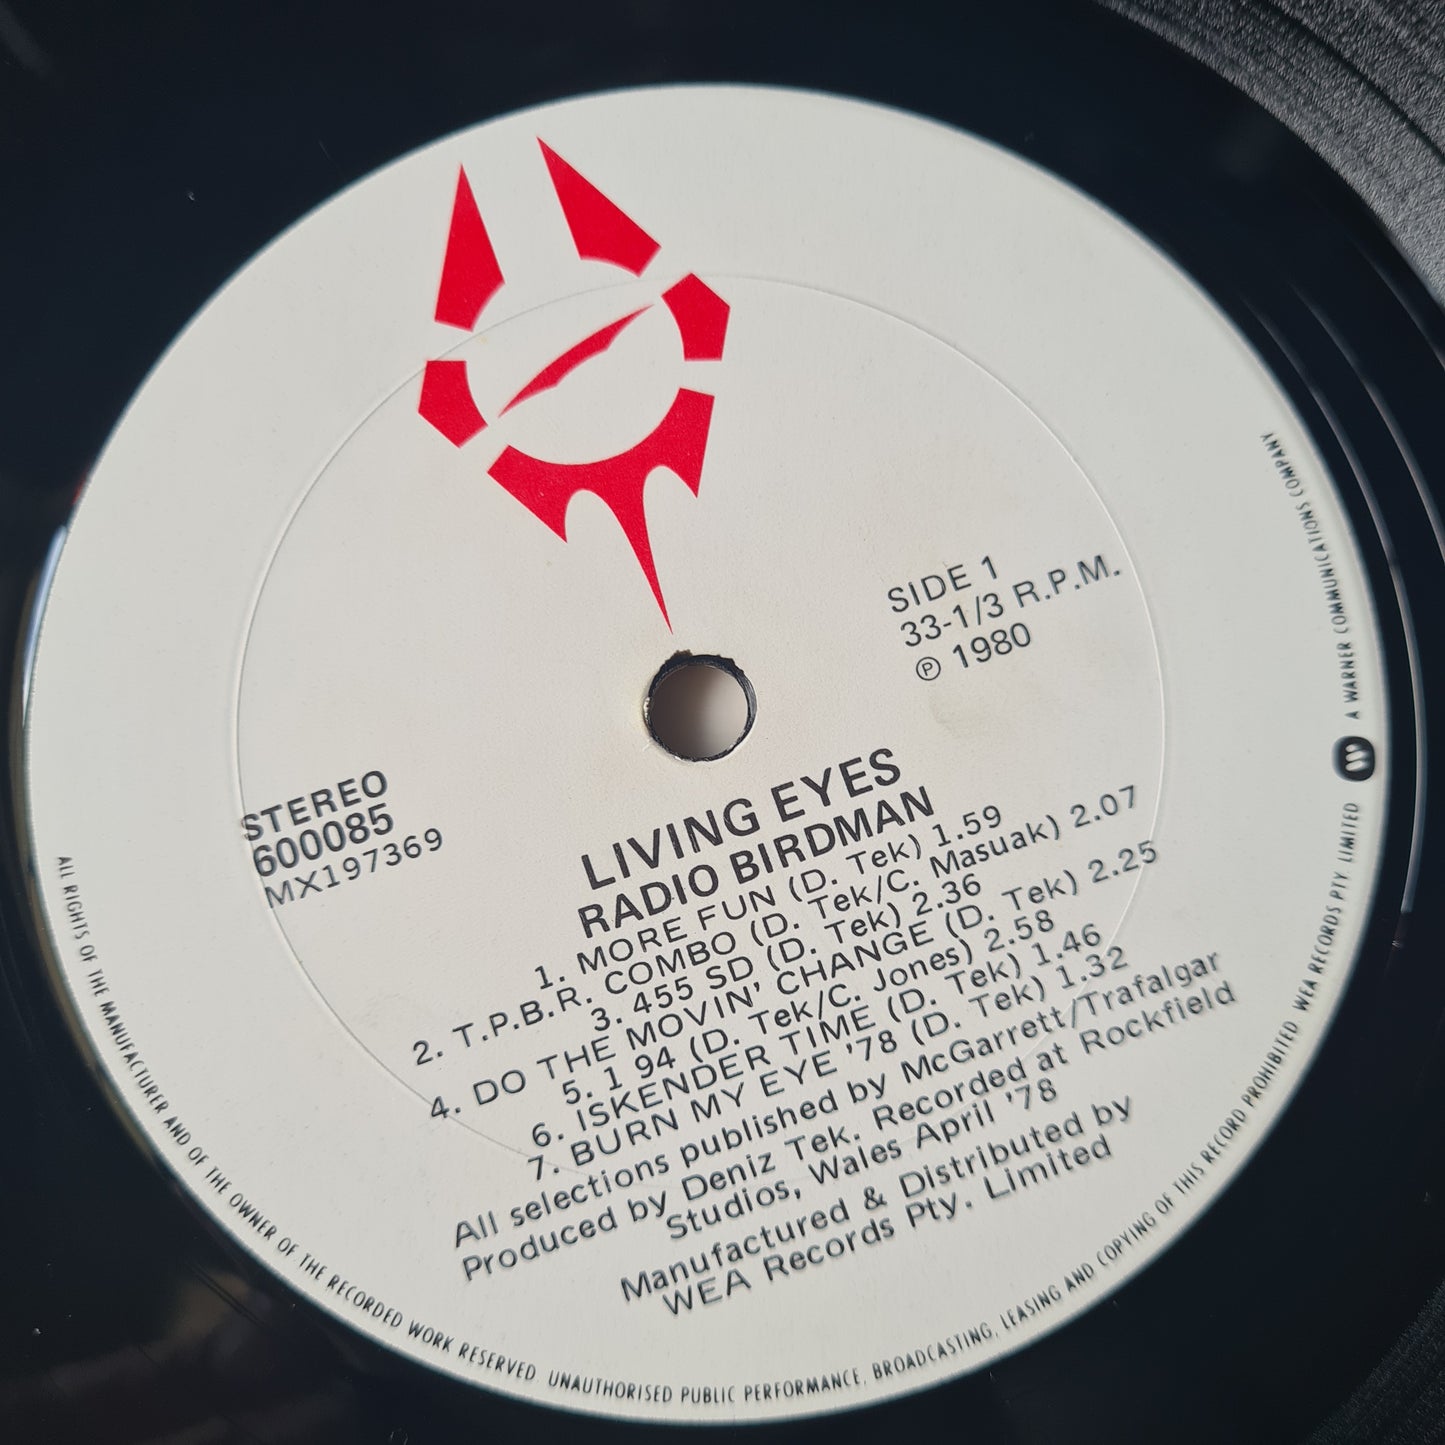 SIDE 1
33-1/3 R.P.M.
℗ 1980
STEREO
600085
MX197369
LIVING EYES
RADIO BIRDMAN
1. MORE FUN (D. Tek) 1.59
2. T.P.B.R. COMBO (D. Tek/C. Masuak) 2.07
3. 455 SD (D. Tek) 2.36
4. DO THE MOVIN' CHANGE (D. Tek) 2.25
5. 1 94 (D. Tek/C. Jones) 2.58
6. ISKENDER TIME (D. Tek) 1.46
7. BURN MY EYE '78 (D. Tek) 1.32
All selections published by McGarrett/Trafalgar
Produced by Deniz Tek. Recorded at Rockfield
Studios, Wales April '78
Manufactured & Distributed by
WEA Records Pty. Limited
ALL RIGHTS OF THE MANUFACTURER AND OF THE OWNER OF THE RECORDED WORK RESERVED. UNAUTHORISED PUBLIC PERFORMANCE, BROADCASTING, LEASING AND COPYING OF THIS RECORD PROHIBITED. WEA RECORDS PTY. LIMITED A WARNER COMMUNICATIONS COMPANY